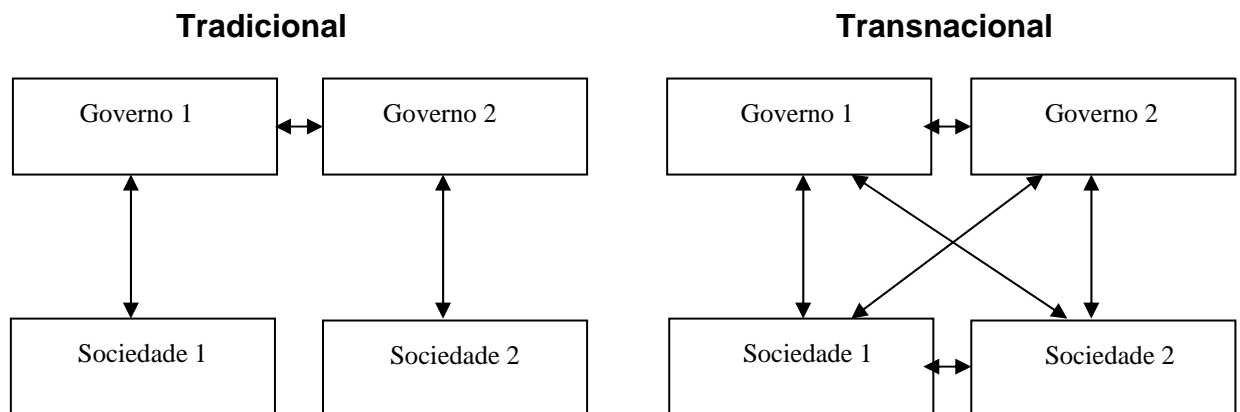 Tradicional
Transnacional
Governo 1
Governo 2
Governo 1
Governo 2
Sociedade 1
Sociedade 2
Sociedade 1
Sociedade 2